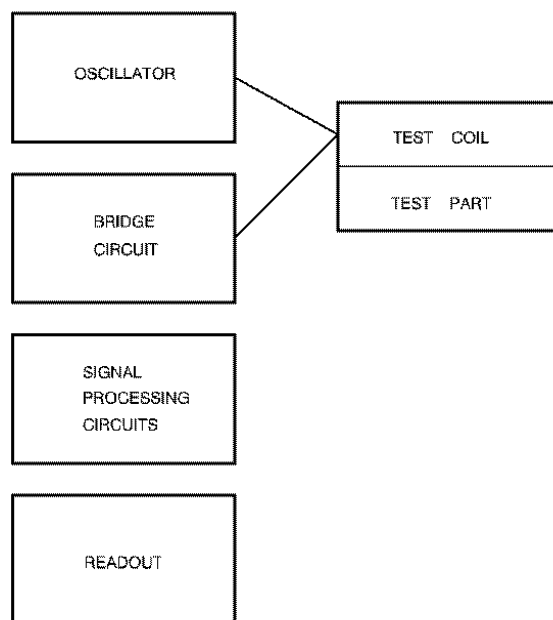 OSCILLATOR
TEST COIL
TEST PART
BRIDGE
CIRCUIT
SIGNAL
PROCESSING
CIRCUITS
READOUT